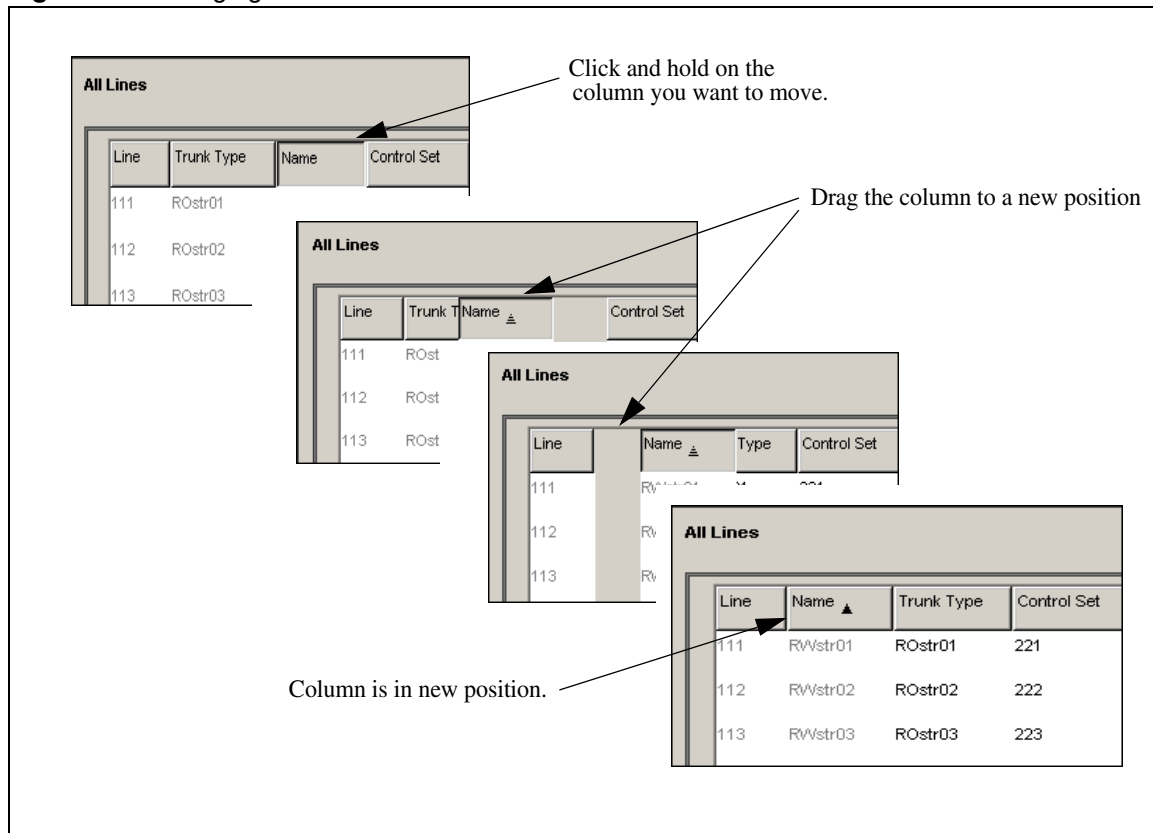 Click and hold on the
column you want to move.
All Lines
Line Trunk Type Name Control Set
111 ROstr01
112 ROstr02
113 ROstr03
Drag the column to a new position
All Lines
Line Trunk T Name Control Set
111 ROst
112 ROst
113 ROst
All Lines
Line Name Type Control Set
111
112
113
All Lines
Line Name Trunk Type Control Set
111 RWstr01 ROstr01 221
112 RWstr02 ROstr02 222
113 RWstr03 ROstr03 223
Column is in new position.